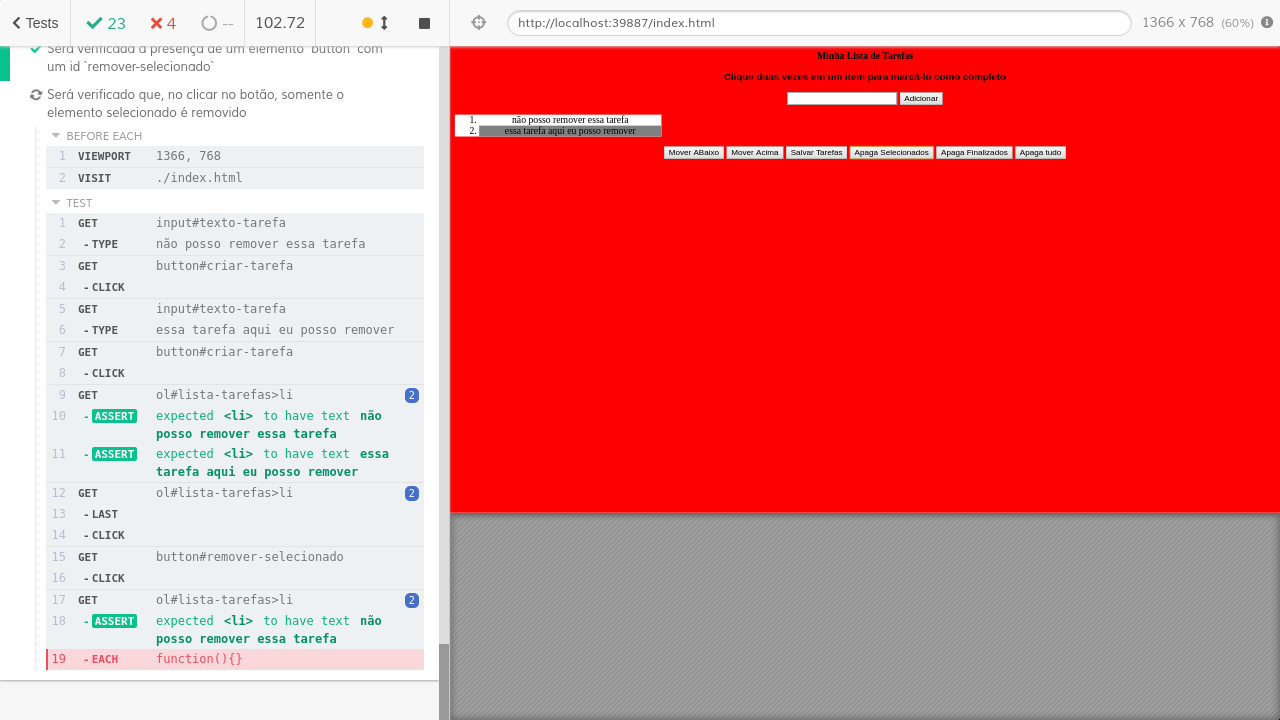 Tests 23 4 -- 102.72
http://localhost:39887/index.html 1366 x 768 (60%)
Será verificada a presença de um elemento `button` com
um id `remover-selecionado`
Será verificado que, no clicar no botão, somente o
elemento selecionado é removido
BEFORE EACH
1 VIEWPORT 1366, 768
2 VISIT ./index.html
TEST
1 GET input#texto-tarefa
2 -TYPE não posso remover essa tarefa
3 GET button#criar-tarefa
4 -CLICK
5 GET input#texto-tarefa
6 -TYPE essa tarefa aqui eu posso remover
7 GET button#criar-tarefa
8 -CLICK
9 GET ol#lista-tarefas>li 2
10 -ASSERT expected <li> to have text não
posso remover essa tarefa
11 -ASSERT expected <li> to have text essa
tarefa aqui eu posso remover
12 GET ol#lista-tarefas>li 2
13 -LAST
14 -CLICK
15 GET button#remover-selecionado
16 -CLICK
17 GET ol#lista-tarefas>li 2
18 -ASSERT expected <li> to have text não
posso remover essa tarefa
19 -EACH function(){}
Minha Lista de Tarefas
Clique duas vezes em um item para marcá-lo como completo
Adicionar
1. não posso remover essa tarefa
2. essa tarefa aqui eu posso remover
Mover ABaixo Mover Acima Salvar Tarefas Apaga Selecionados Apaga Finalizados Apaga tudo